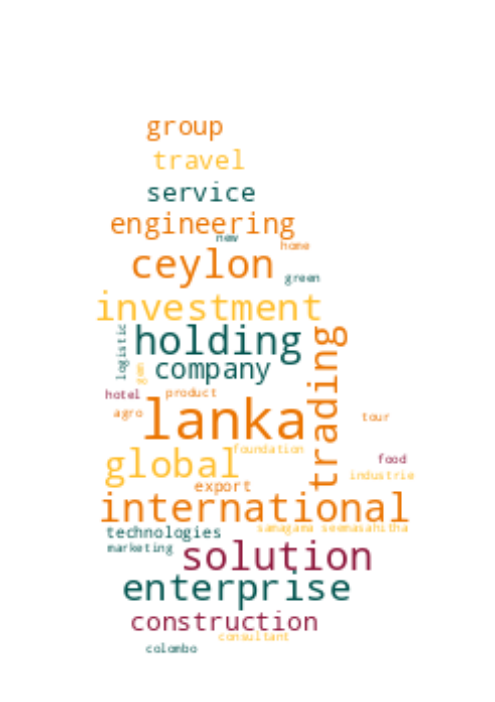 group
travel
service
engineering
new
home
ceylon
green
investment
holding
logistic
trading
company
hotel
product
agro
lanka
tour
foundation
global
food
industrie
export
international
samagama seemasahitha
technologies
marketing
solution
enterprise
construction
consultant
colombo